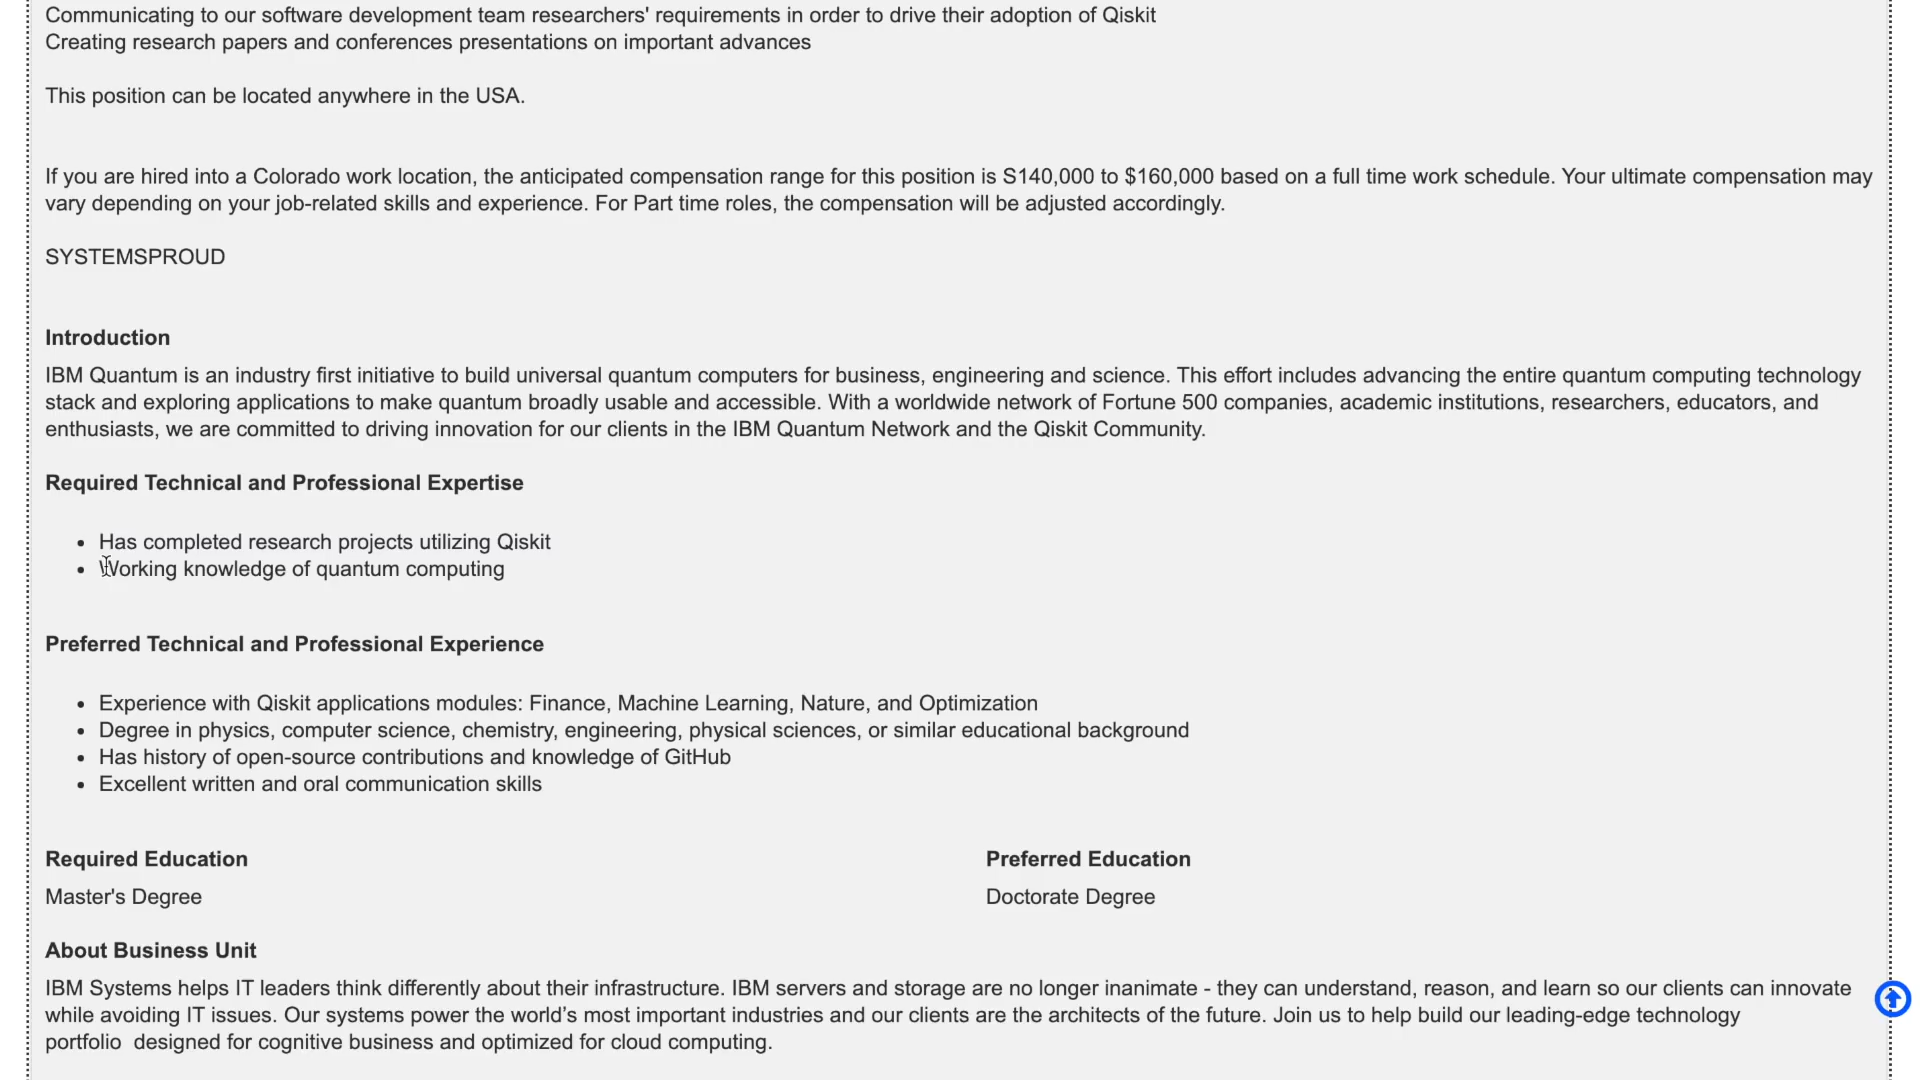 Communicating to our software development team researchers' requirements in order to drive their adoption of Qiskit
Creating research papers and conferences presentations on important advances
This position can be located anywhere in the USA.
If you are hired into a Colorado work location, the anticipated compensation range for this position is S140,000 to $160,000 based on a full time work schedule. Your ultimate compensation may
vary depending on your job-related skills and experience. For Part time roles, the compensation will be adjusted accordingly.
SYSTEMSPROUD
Introduction
IBM Quantum is an industry first initiative to build universal quantum computers for business, engineering and science. This effort includes advancing the entire quantum computing technology
stack and exploring applications to make quantum broadly usable and accessible. With a worldwide network of Fortune 500 companies, academic institutions, researchers, educators, and
enthusiasts, we are committed to driving innovation for our clients in the IBM Quantum Network and the Qiskit Community.
Required Technical and Professional Expertise
• Has completed research projects utilizing Qiskit
• Working knowledge of quantum computing
Preferred Technical and Professional Experience
• Experience with Qiskit applications modules: Finance, Machine Learning, Nature, and Optimization
• Degree in physics, computer science, chemistry, engineering, physical sciences, or similar educational background
• Has history of open-source contributions and knowledge of GitHub
• Excellent written and oral communication skills
Required Education
Preferred Education
Master's Degree
Doctorate Degree
About Business Unit
IBM Systems helps IT leaders think differently about their infrastructure. IBM servers and storage are no longer inanimate - they can understand, reason, and learn so our clients can innovate
while avoiding IT issues. Our systems power the world’s most important industries and our clients are the architects of the future. Join us to help build our leading-edge technology
portfolio  designed for cognitive business and optimized for cloud computing.